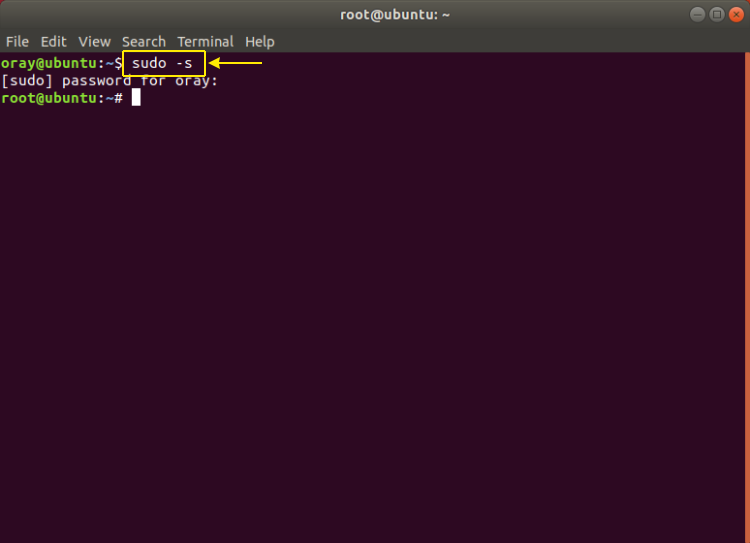 root@ubuntu: ~
File Edit View Search Terminal Help
oray@ubuntu:~$ sudo -s
[sudo] password for oray:
root@ubuntu:~#